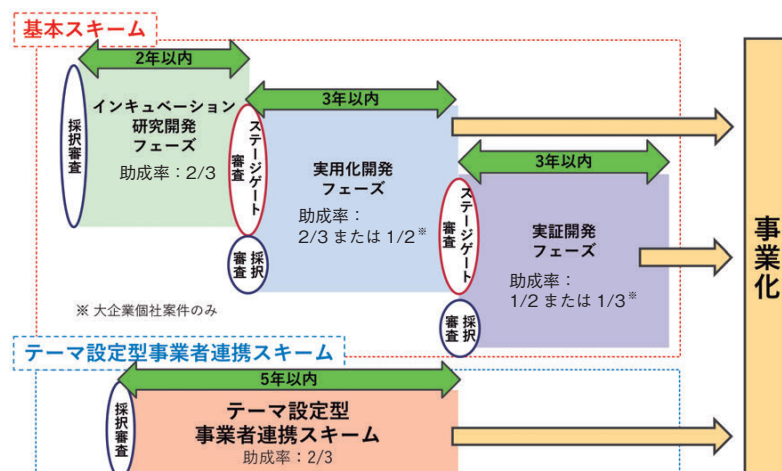 基本スキーム
2年以内
採択審査
インキュベーション
研究開発
フェーズ
助成率：2/3
3年以内
ステージゲート
審査
採択
審査
実用化開発
フェーズ
助成率：
2/3 または 1/2※
3年以内
ステージゲート
審査
採択
審査
実証開発
フェーズ
助成率：
1/2 または 1/3※
※ 大企業個社案件のみ
事業化
テーマ設定型事業者連携スキーム
5年以内
採択審査
テーマ設定型
事業者連携スキーム
助成率：2/3